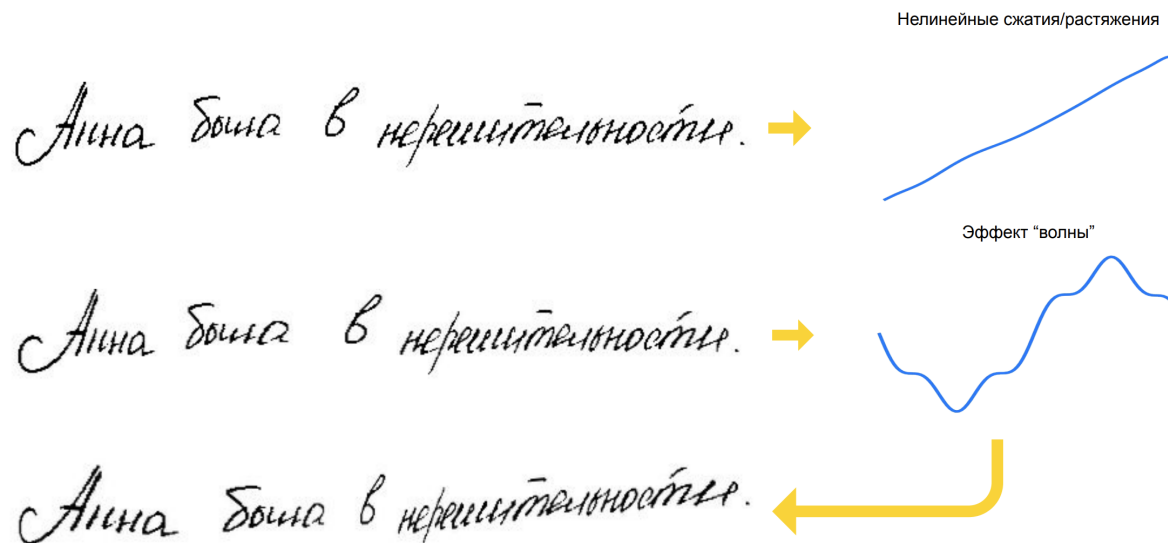 Нелинейные сжатия/растяжения
Анна была в нерешительности.
Эффект “волны”
Анна была в нерешительности.
Анна была в нерешительности.